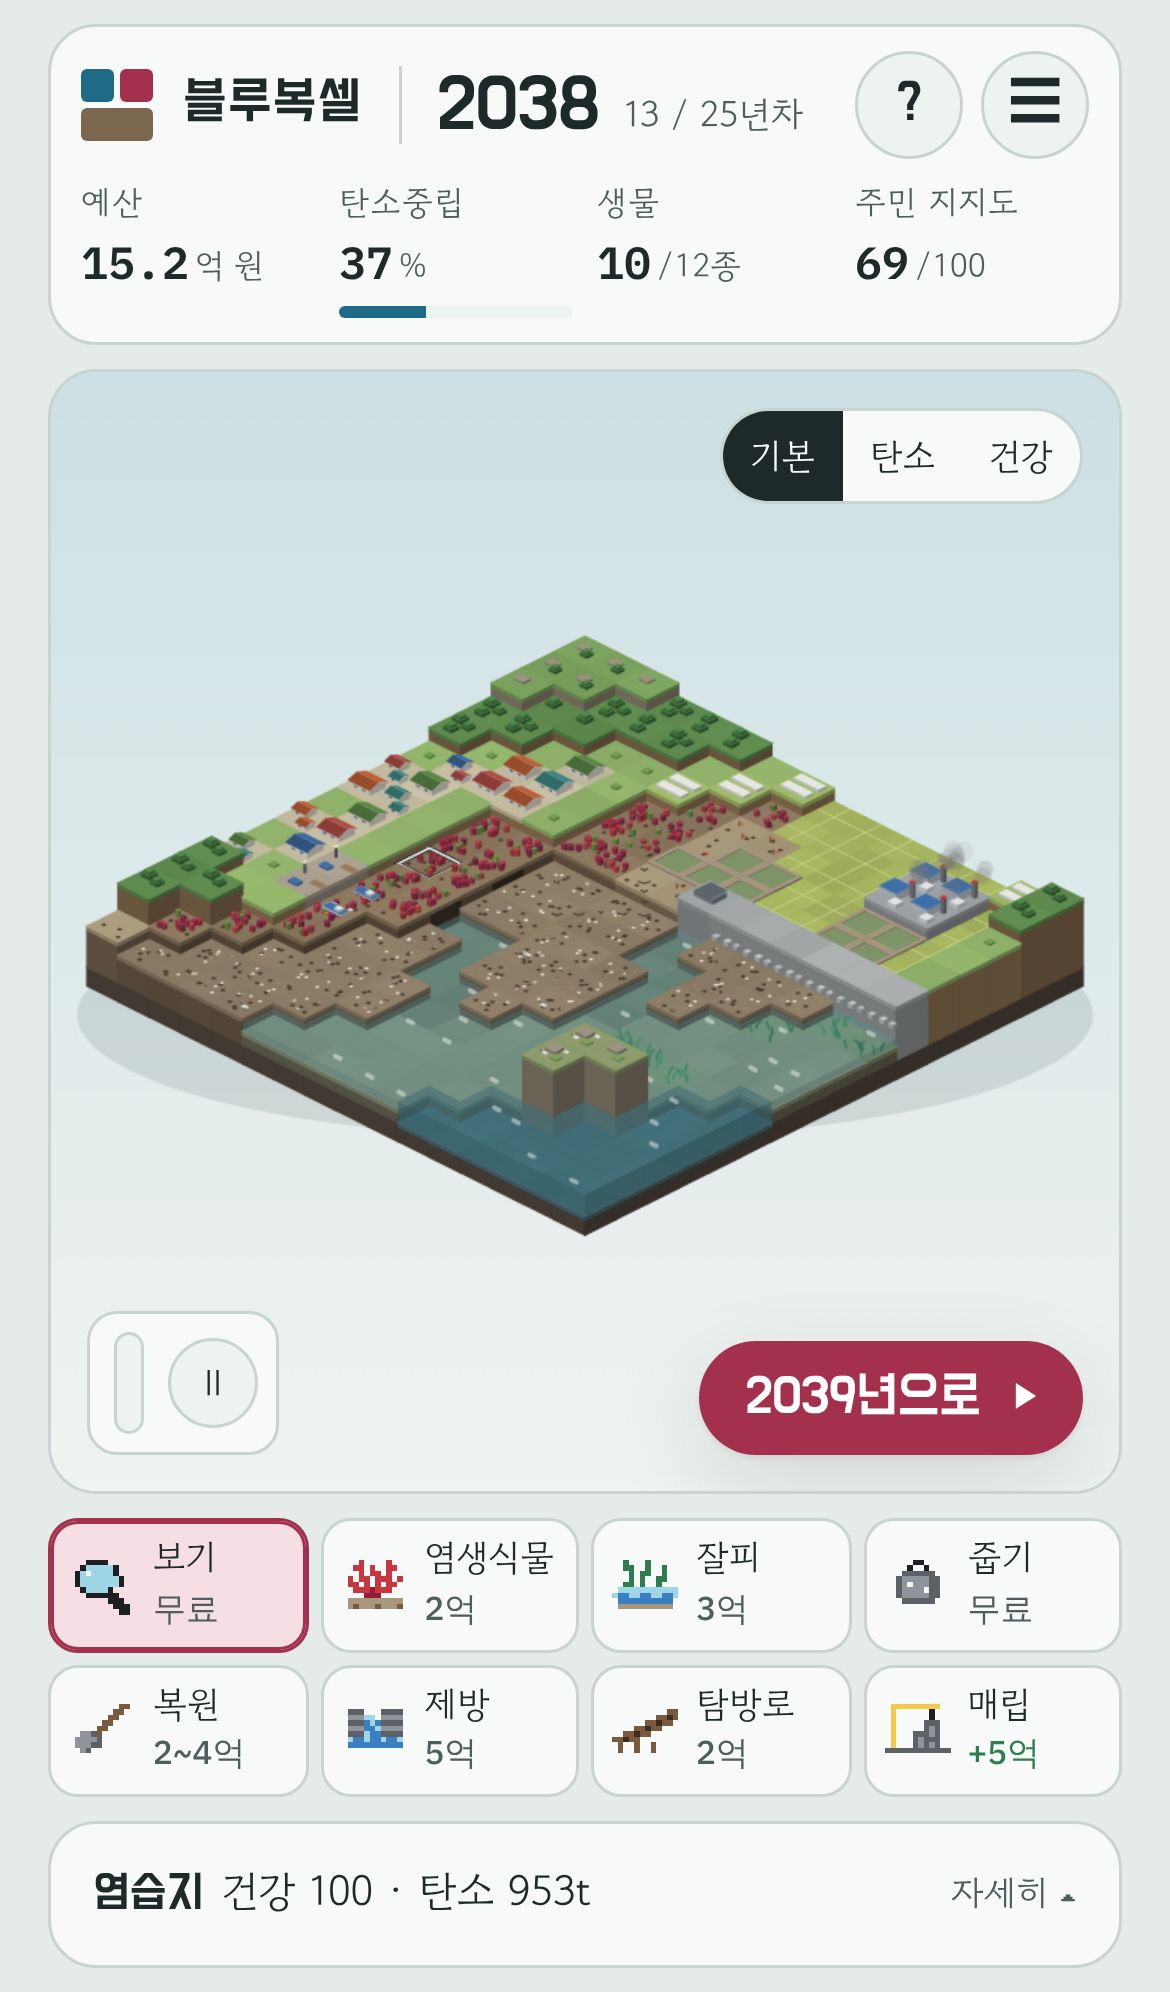 블루복셀
2038 13 / 25년차
?
예산 탄소중립 생물 주민 지지도
15.2억 원 37% 10/12종 69/100
기본 탄소 건강
2039년으로
보기 염생식물 잘피 줍기
무료 2억 3억 무료
복원 제방 탐방로 매립
2~4억 5억 2억 +5억
염습지 건강 100 · 탄소 953t 자세히